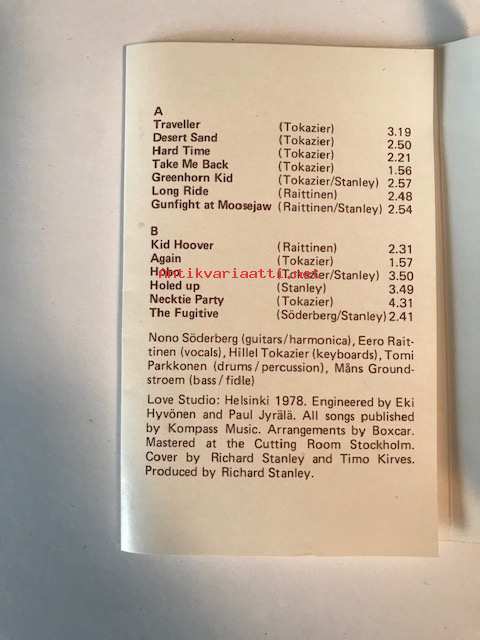 A
Traveller (Tokazier) 3.19
Desert Sand (Tokazier) 2.50
Hard Time (Tokazier) 2.21
Take Me Back (Tokazier) 1.56
Greenhorn Kid (Tokazier/Stanley) 2.57
Long Ride (Raittinen) 2.48
Gunfight at Moosejaw (Raittinen/Stanley) 2.54
B
Kid Hoover (Raittinen) 2.31
Again (Tokazier) 1.57
Hobo (Tokazier/Stanley) 3.50
Antikvariaatti.net
Holed up (Stanley) 3.49
Necktie Party (Tokazier) 4.31
The Fugitive (Söderberg/Stanley) 2.41
Nono Söderberg (guitars/harmonica), Eero Rait-
tinen (vocals), Hillel Tokazier (keyboards), Tomi
Parkkonen (drums/percussion), Måns Ground-
stroem (bass/fidle)
Love Studio: Helsinki 1978. Engineered by Eki
Hyvönen and Paul Jyrälä. All songs published
by Kompass Music. Arrangements by Boxcar.
Mastered at the Cutting Room Stockholm.
Cover by Richard Stanley and Timo Kirves.
Produced by Richard Stanley.